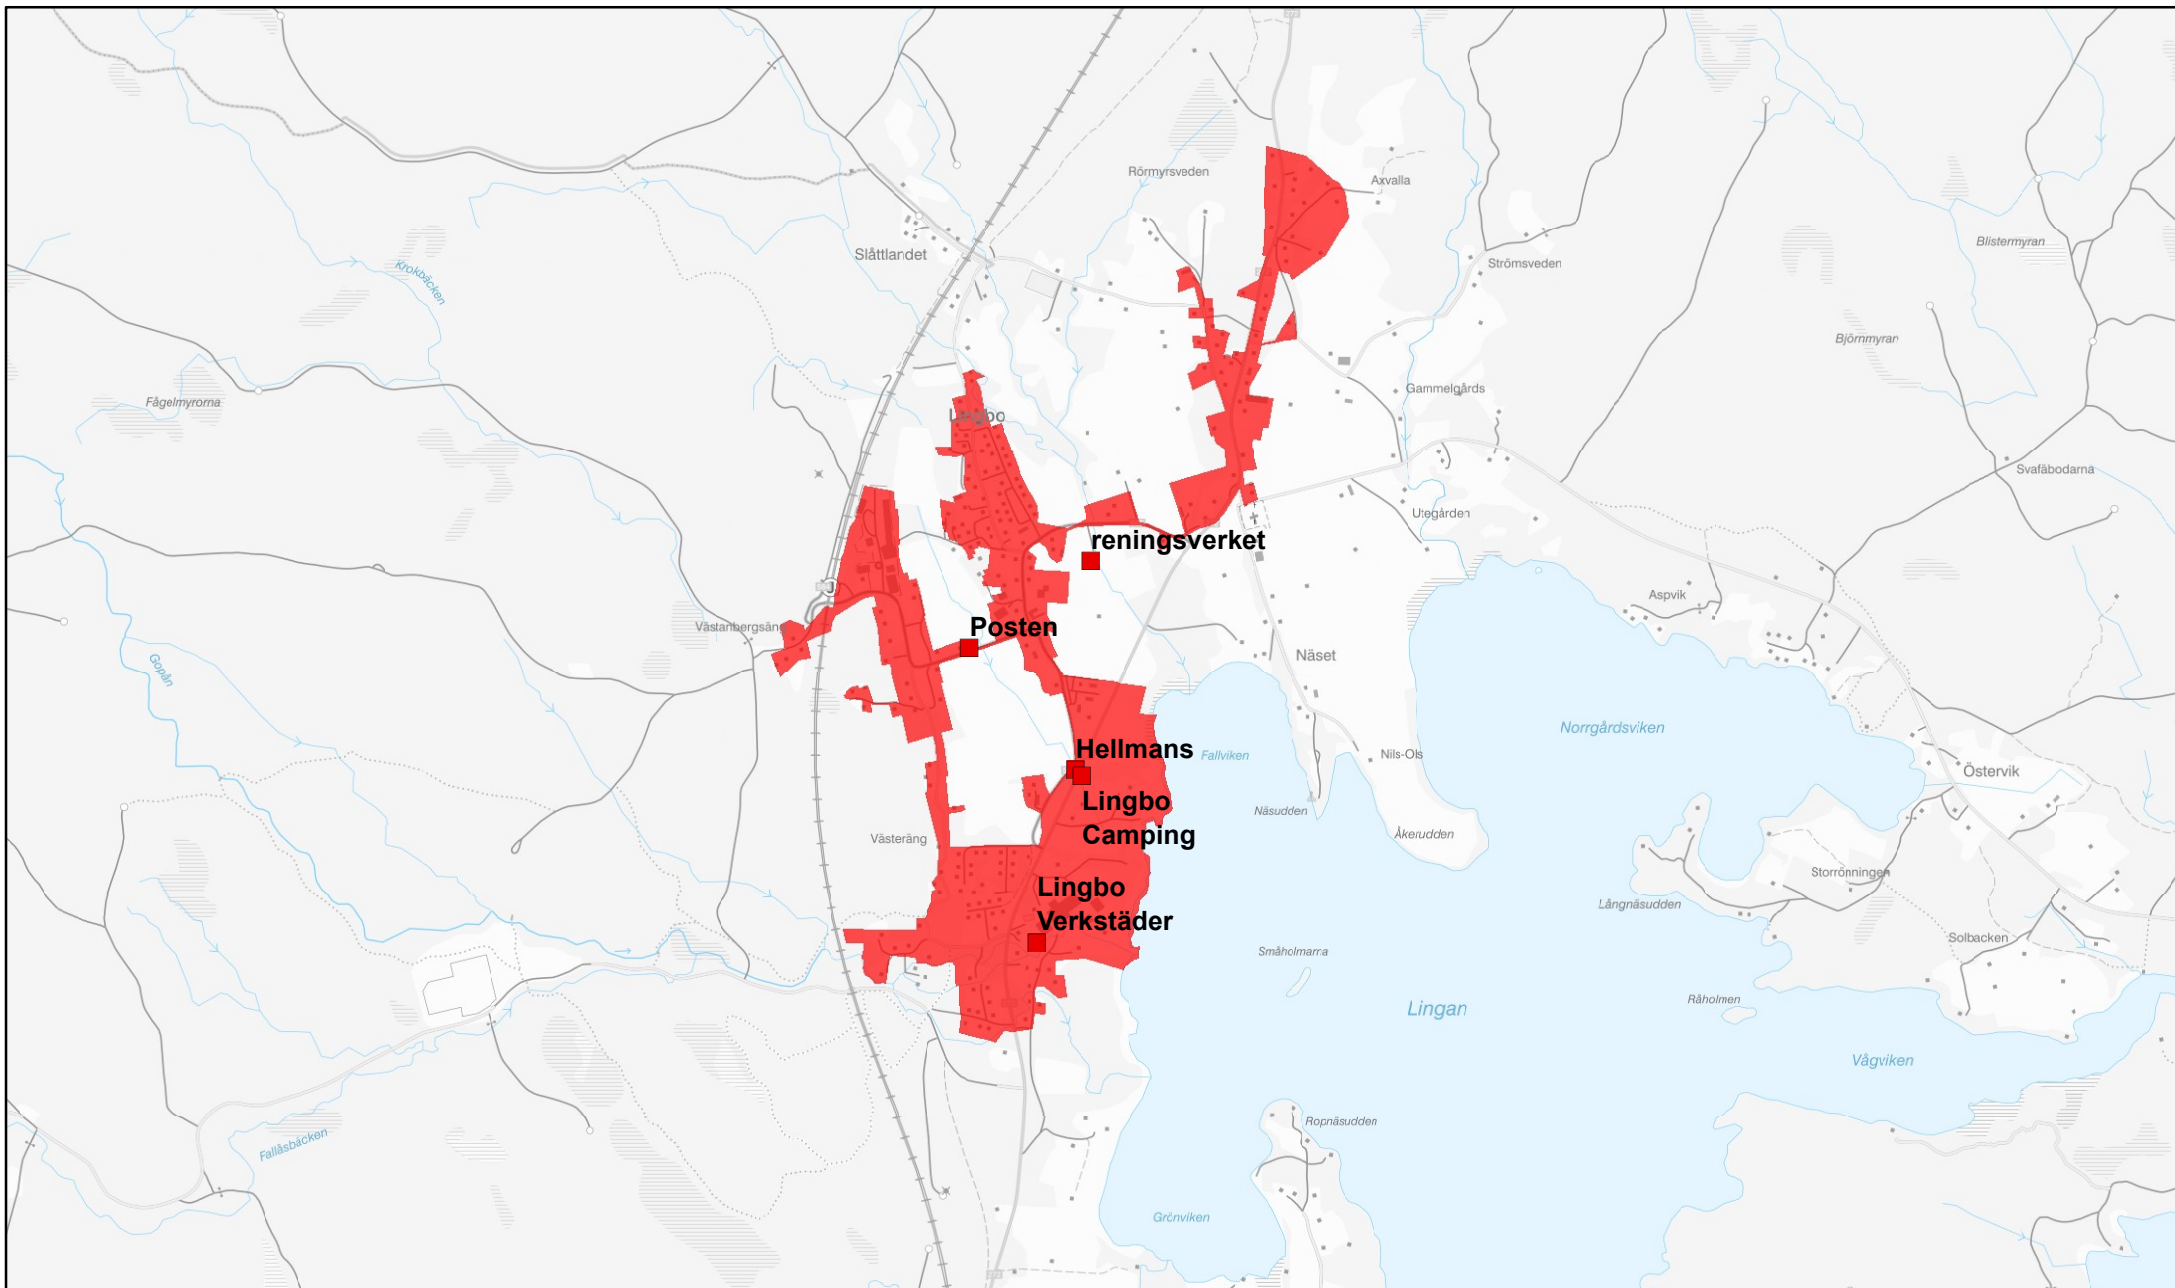 Rörmyrsveden
Axvalla
Slåttlandet
Blistermyran
Strömsveden
Krokbäcken
Björnmyran
Gammelgårds
Fågelmyrorna
Lingbo
Svafäbodarna
Utegården
reningsverket
Aspvik
Västanbergsäng
Posten
Näset
Gopån
Norrgårdsviken
Hellmans
Fallviken
Nils-Ols
Östervik
Lingbo
Camping
Näsudden
Åkerudden
Västeräng
Storrönningen
Lingbo
Verkstäder
Långnäsudden
Solbacken
Småholmarna
Råholmen
Lingan
Vågviken
Ropnäsudden
Fallåsbäcken
Grönviken